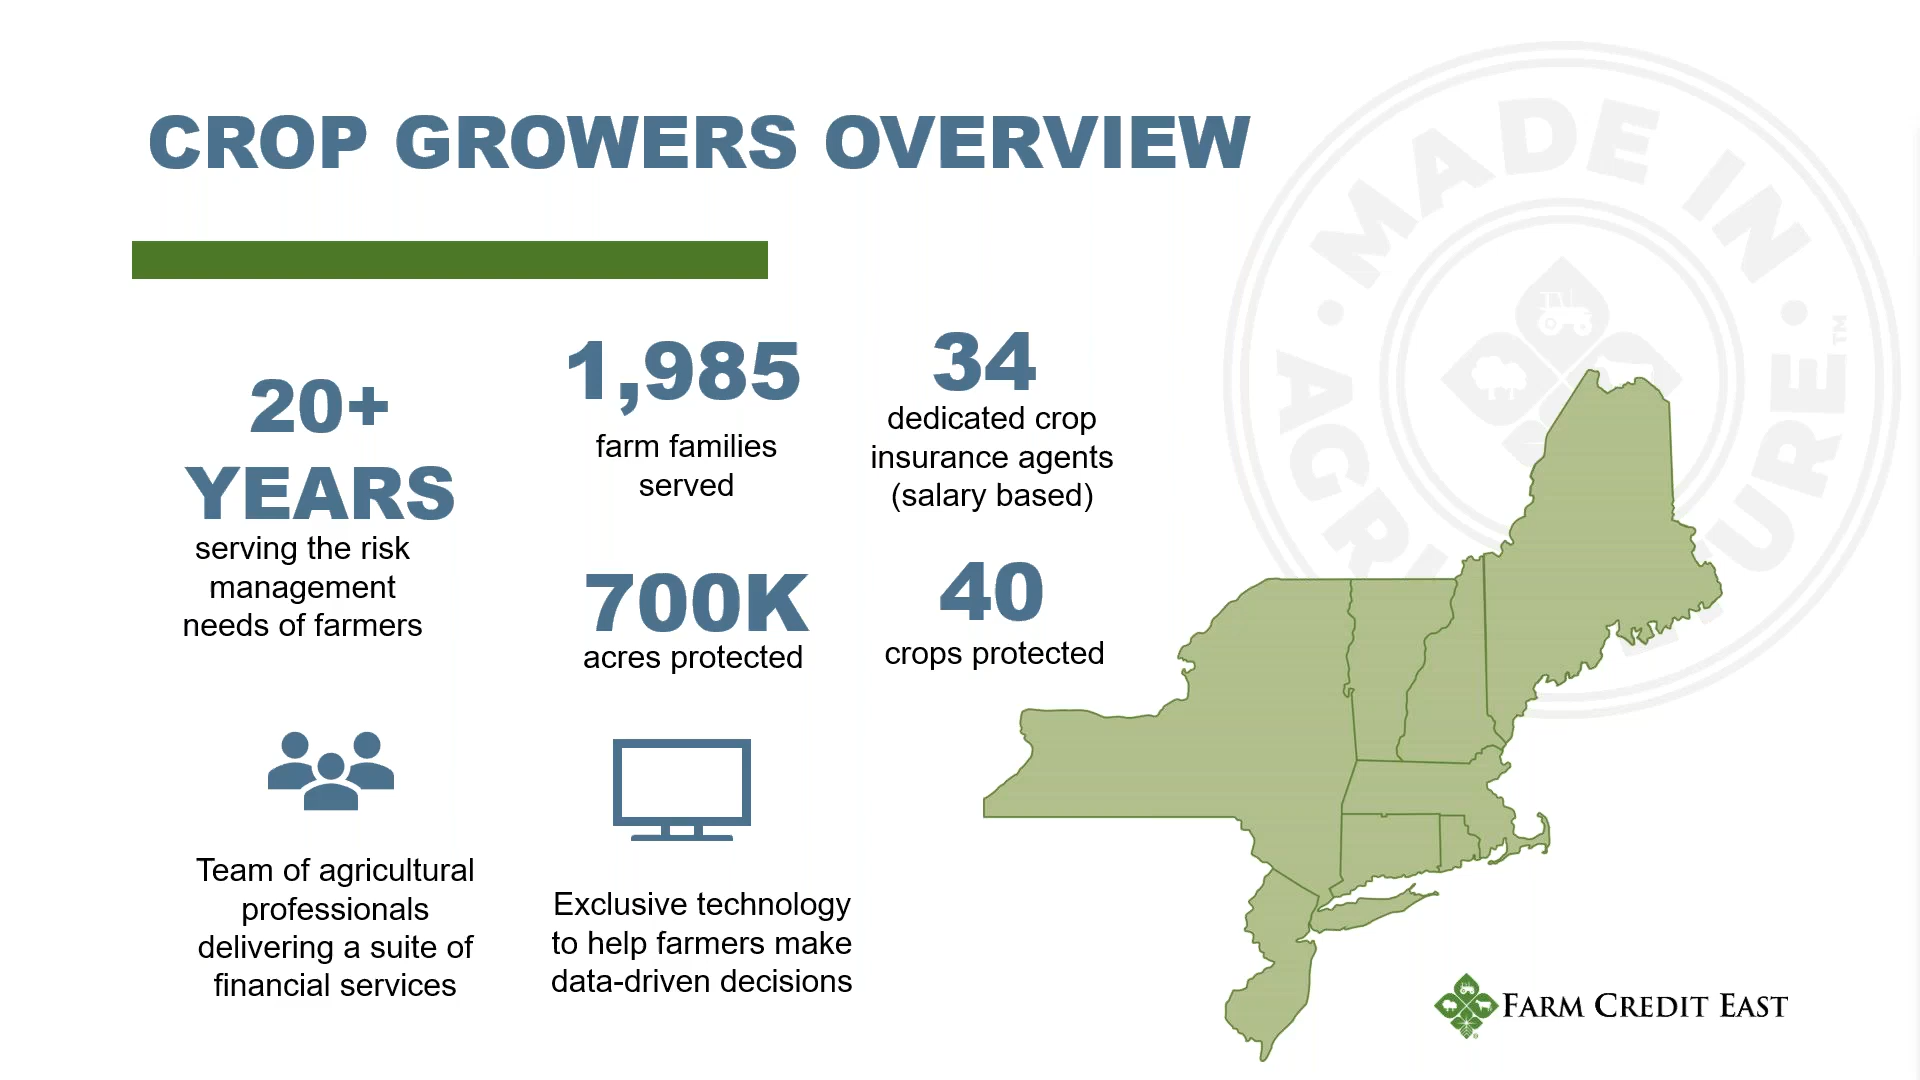 CROP GROWERS OVERVIEW
20+
YEARS
serving the risk
management
needs of farmers
1,985
farm families
served
34
dedicated crop
insurance agents
(salary based)
700K
acres protected
40
crops protected
Team of agricultural
professionals
delivering a suite of
financial services
Exclusive technology
to help farmers make
data-driven decisions
• MADE IN •
FARM CREDIT EAST